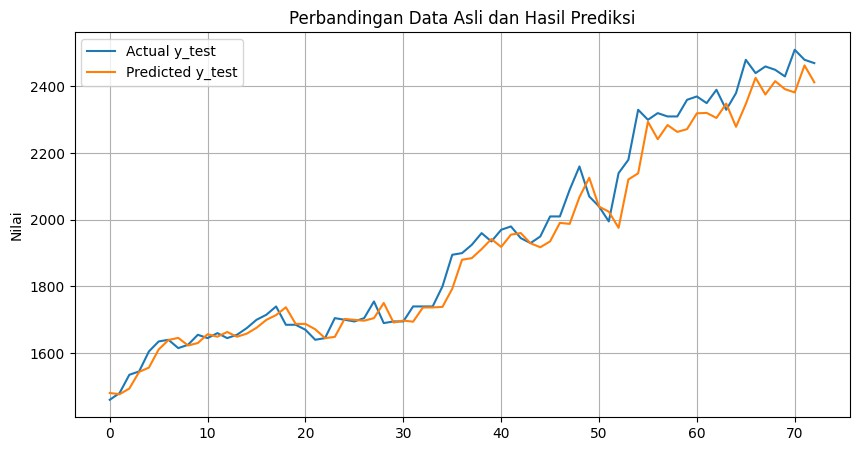 Perbandingan Data Asli dan Hasil Prediksi
Actual y_test
Predicted y_test
Nilai
2400
2200
2000
1800
1600
0 10 20 30 40 50 60 70